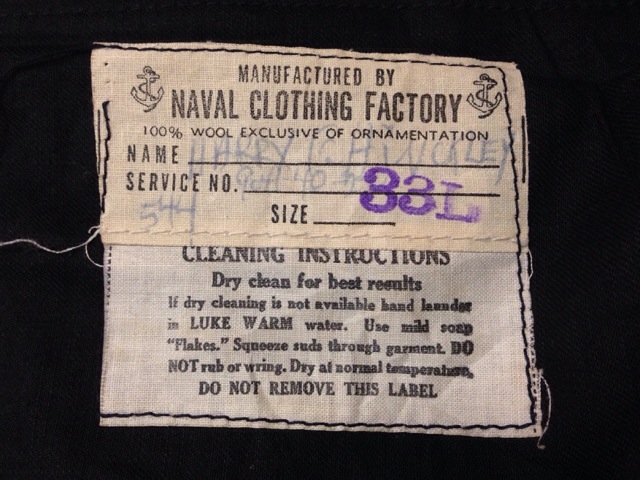 MANUFACTURED BY
NAVAL CLOTHING FACTORY
100% WOOL EXCLUSIVE OF ORNAMENTATION
NAME HARRY
SERVICE NO. 33L
544
SIZE
CLEANING INSTRUCTIONS
Dry clean for best results
If dry cleaning is not available hand launder
in LUKE WARM water. Use mild soap
"Flakes." Squeeze suds through garment. DO
NOT rub or wring. Dry at normal temperature.
DO NOT REMOVE THIS LABEL